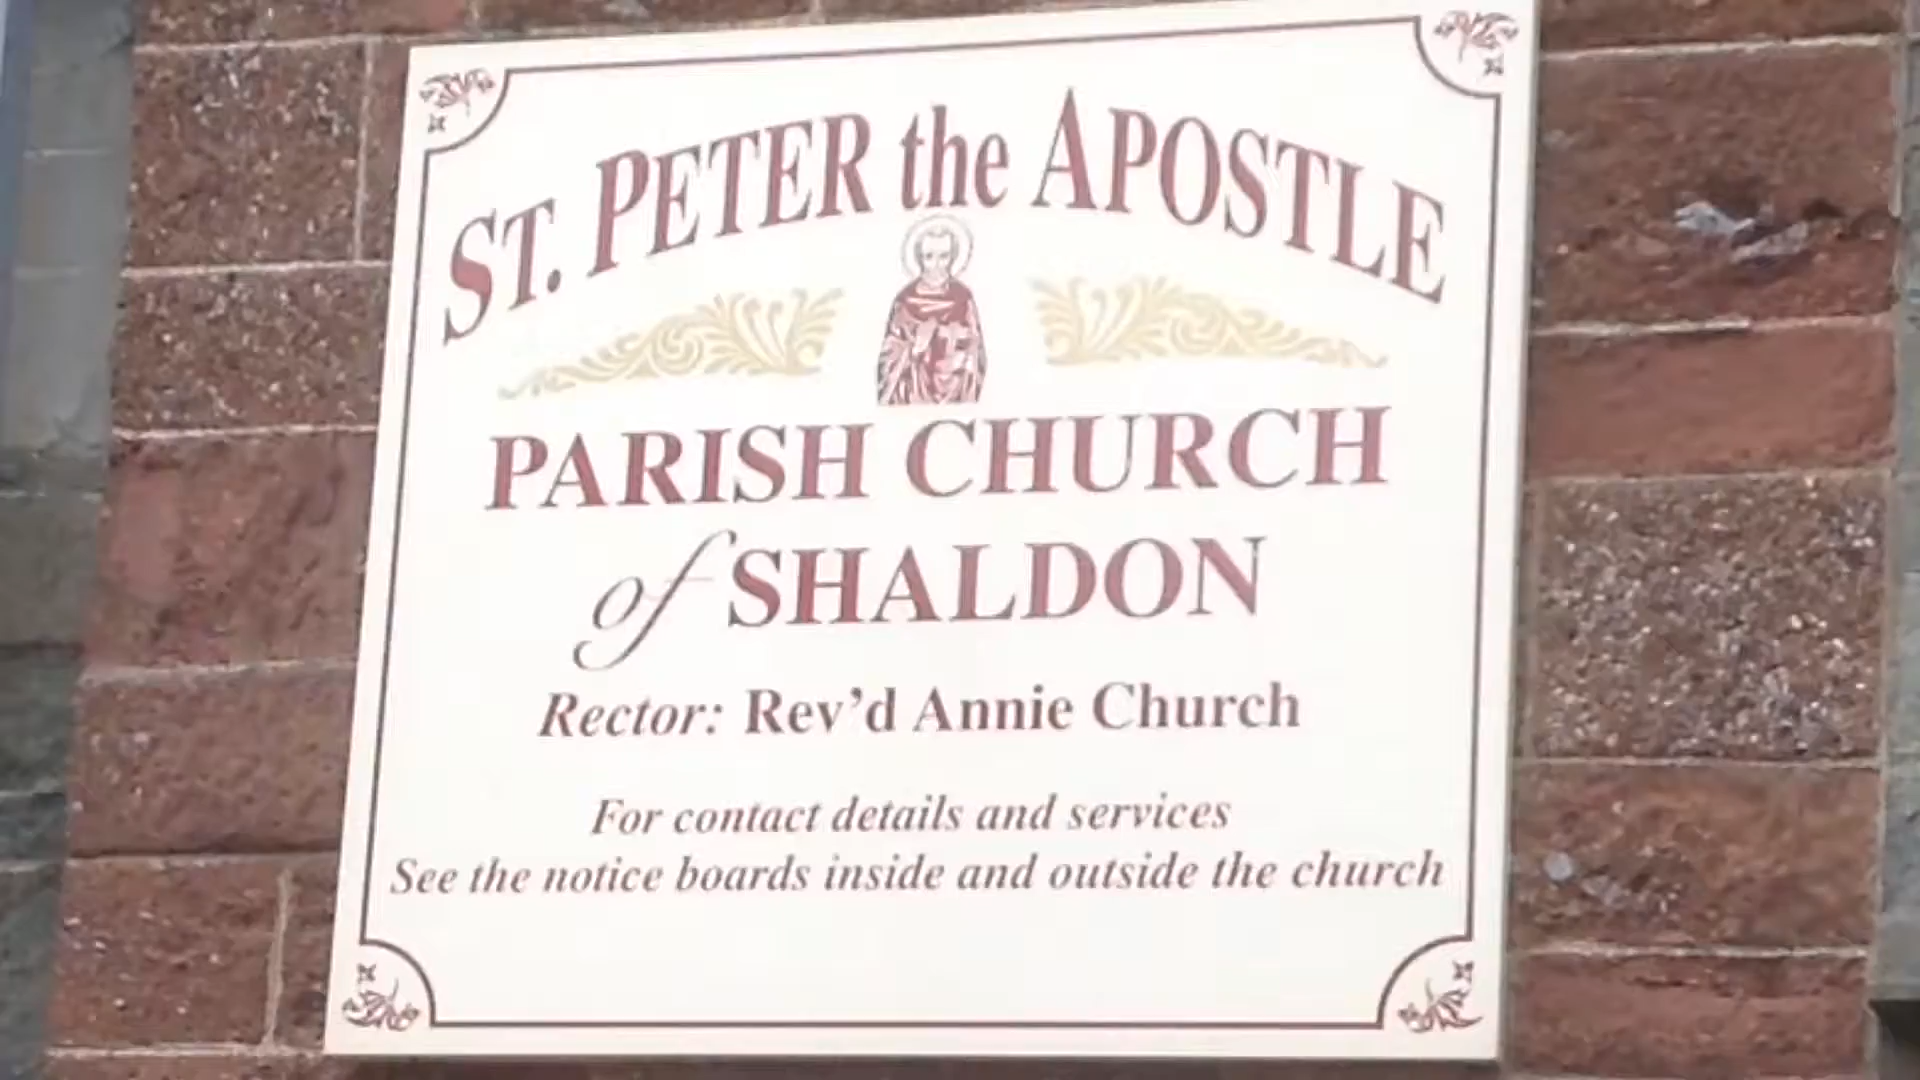 ST. PETER the APOSTLE
PARISH CHURCH
of SHALDON
Rector: Rev'd Annie Church
For contact details and services
See the notice boards inside and outside the church